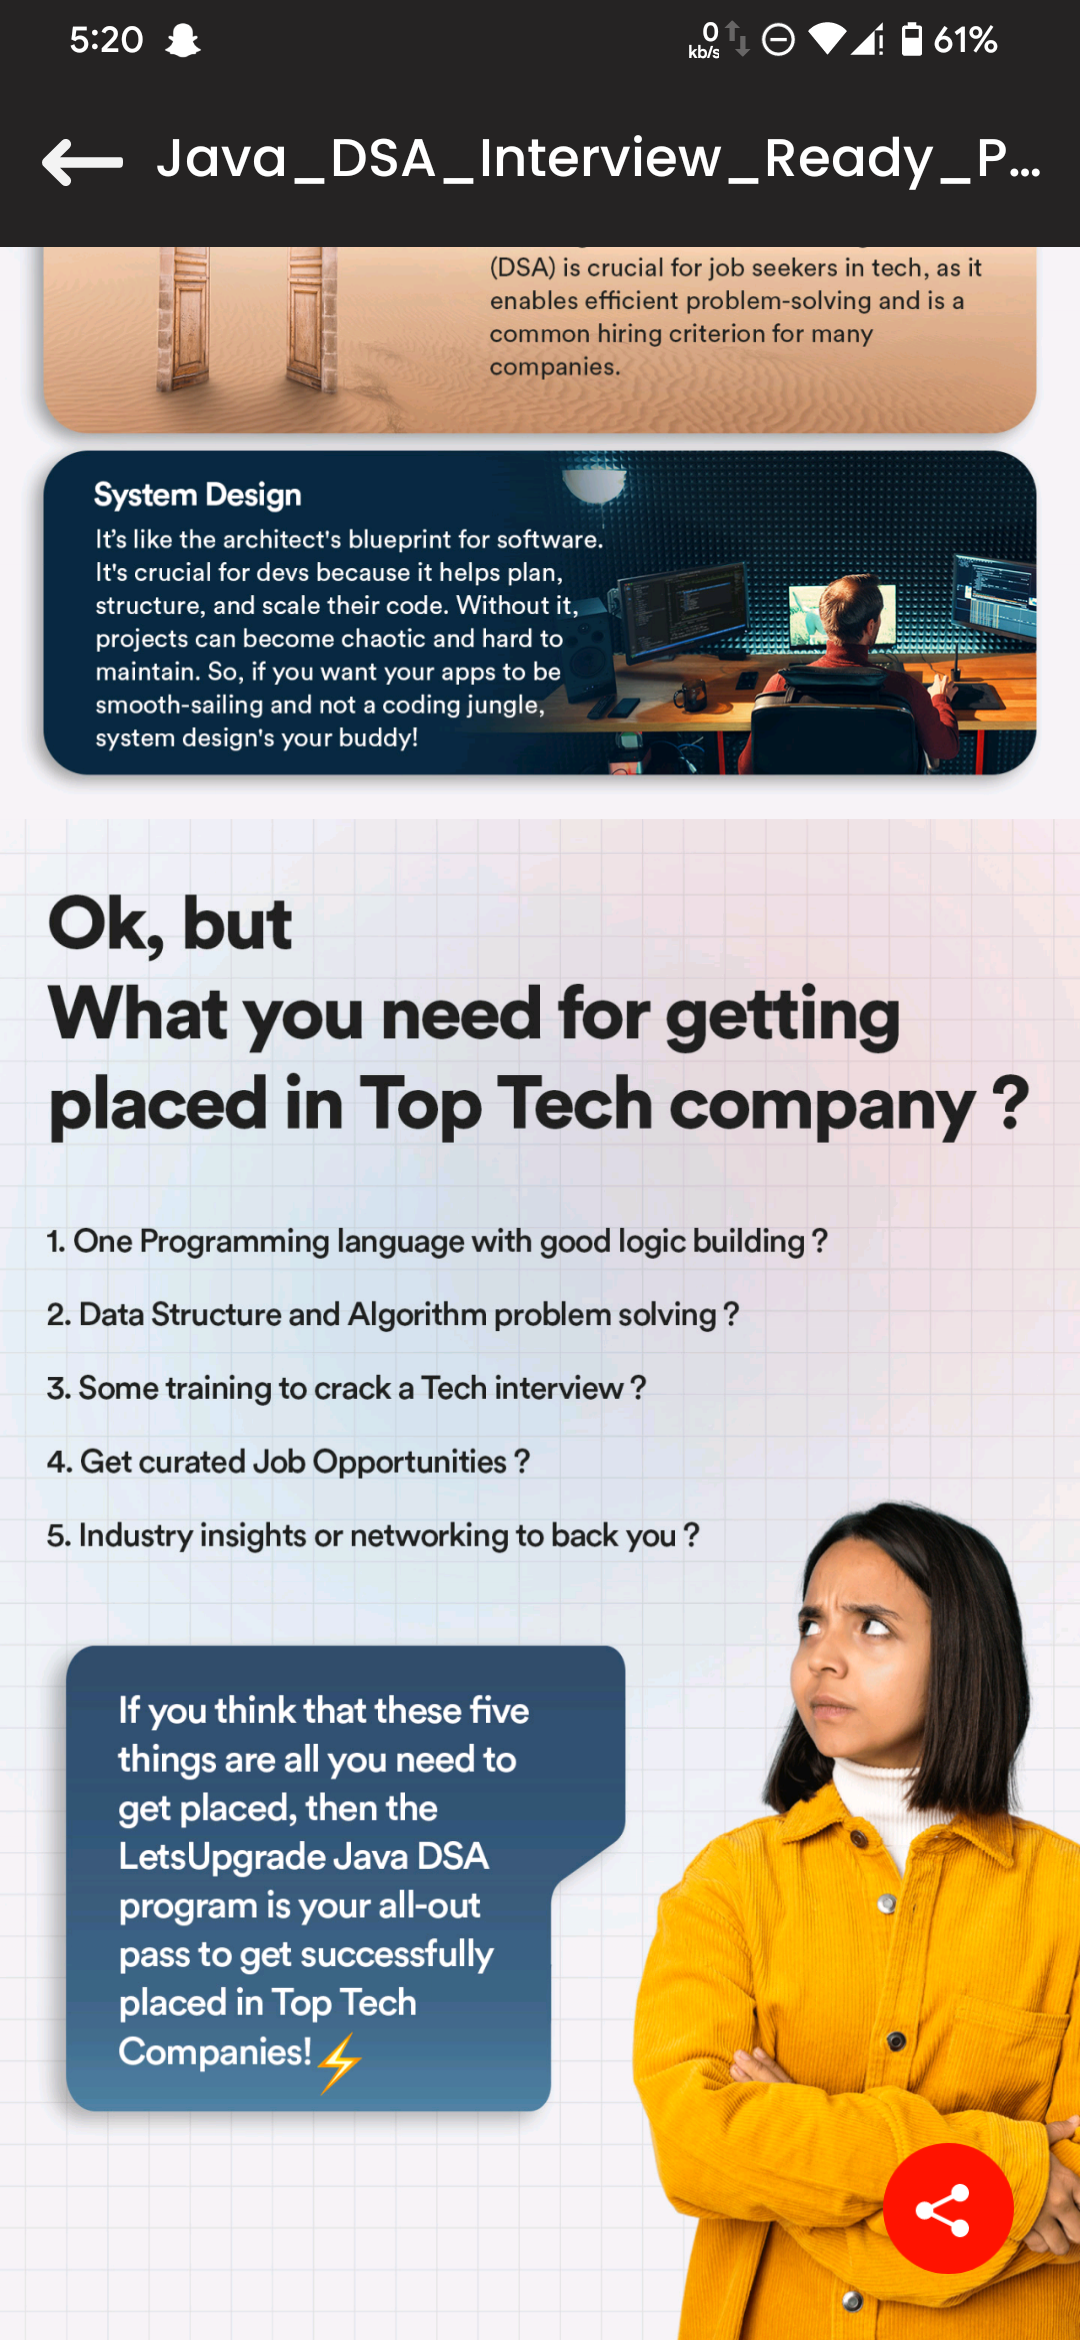 5:20
0
kb/s
61%
Java_DSA_Interview_Ready_P...
(DSA) is crucial for job seekers in tech, as it
enables efficient problem-solving and is a
common hiring criterion for many
companies.
System Design
It's like the architect's blueprint for software.
It's crucial for devs because it helps plan,
structure, and scale their code. Without it,
projects can become chaotic and hard to
maintain. So, if you want your apps to be
smooth-sailing and not a coding jungle,
system design's your buddy!
Ok, but
What you need for getting
placed in Top Tech company ?
1. One Programming language with good logic building ?
2. Data Structure and Algorithm problem solving ?
3. Some training to crack a Tech interview ?
4. Get curated Job Opportunities ?
5. Industry insights or networking to back you ?
If you think that these five
things are all you need to
get placed, then the
LetsUpgrade Java DSA
program is your all-out
pass to get successfully
placed in Top Tech
Companies!⚡